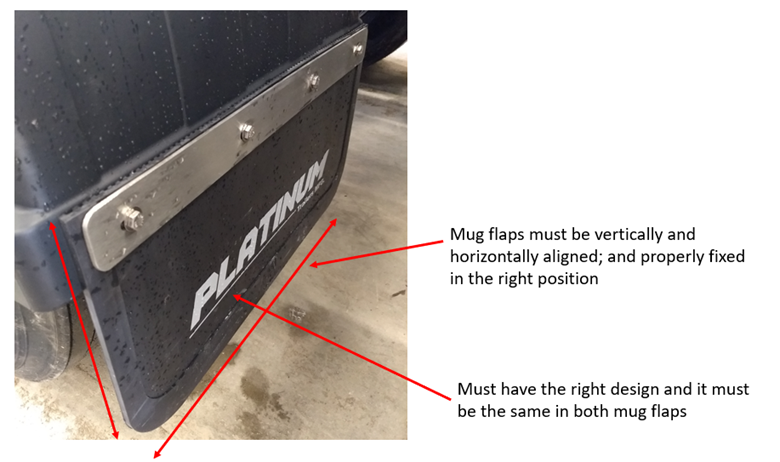 PLATINUM
Mug flaps must be vertically and
horizontally aligned; and properly fixed
in the right position
Must have the right design and it must
be the same in both mug flaps